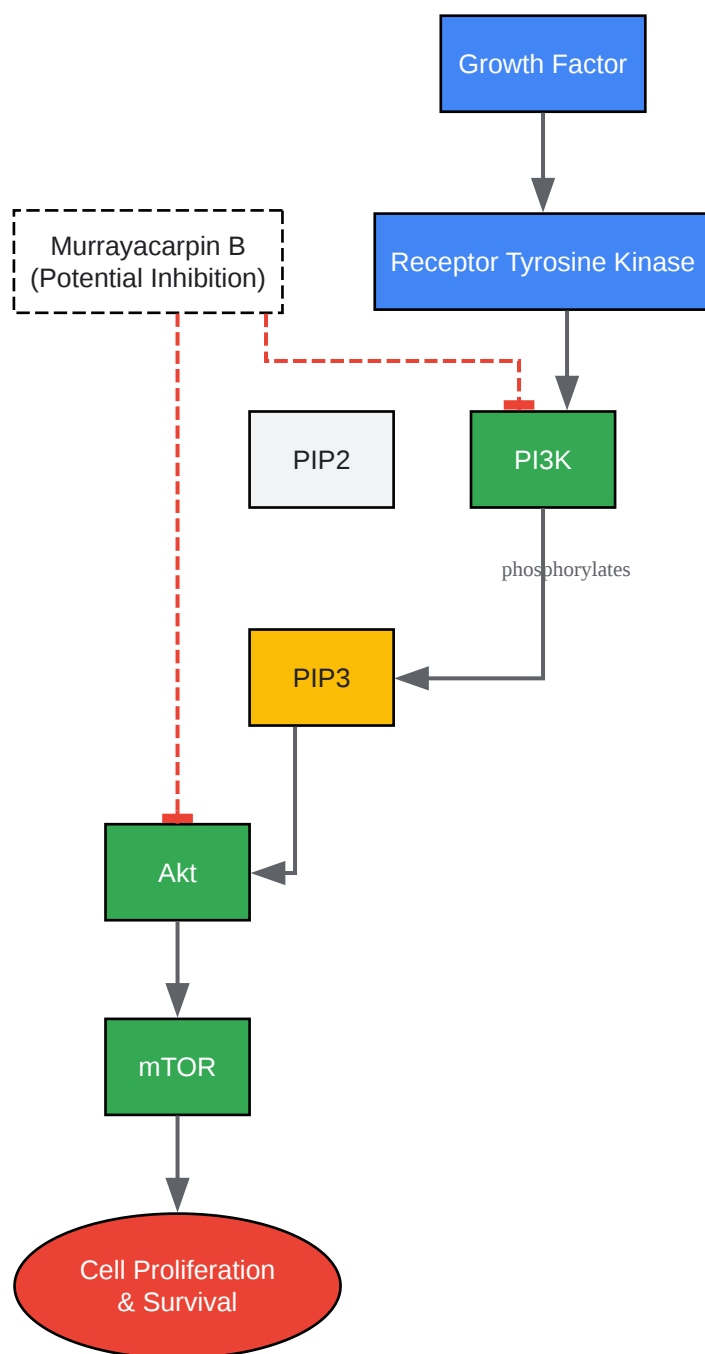 Growth Factor
Murrayacarpin B
(Potential Inhibition)
Receptor Tyrosine Kinase
PIP2
PI3K
phosphorylates
PIP3
Akt
mTOR
Cell Proliferation
& Survival